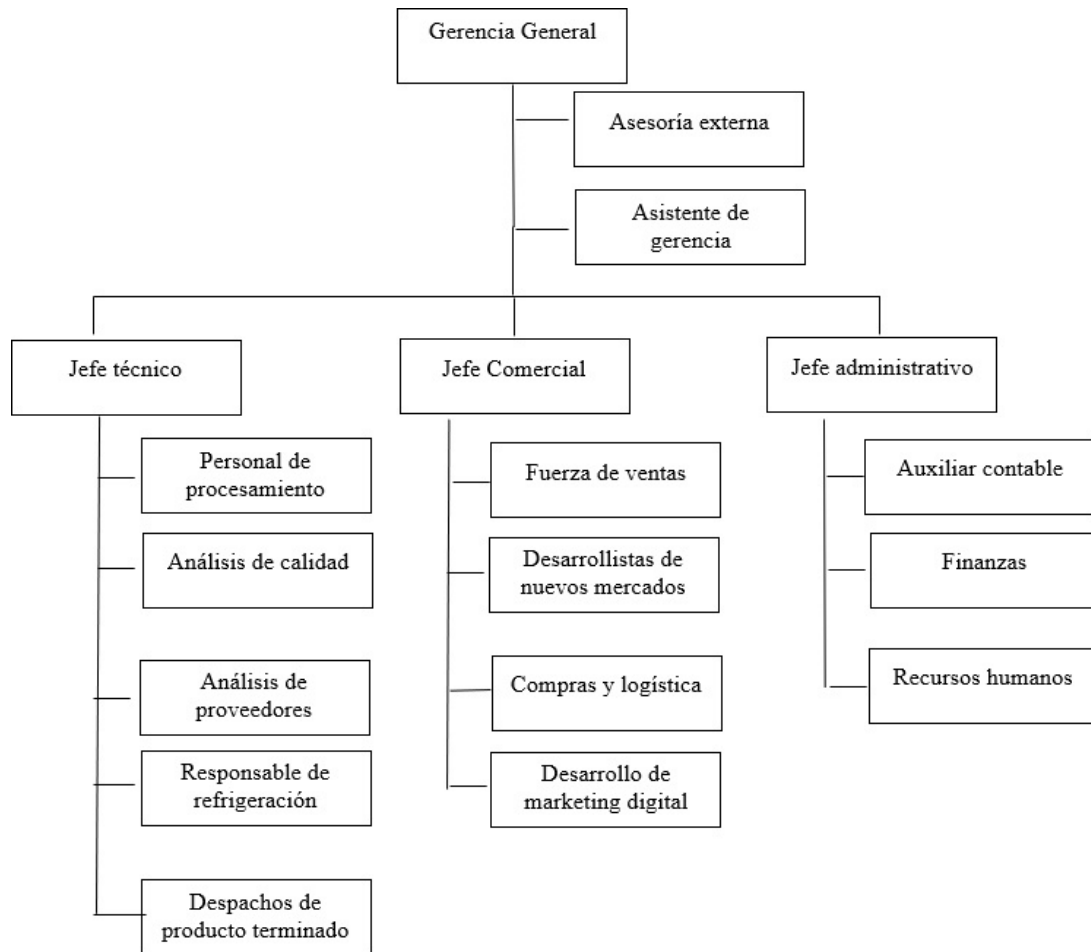 Gerencia General
Asesoría externa
Asistente de
gerencia
Jefe técnico
Jefe Comercial
Jefe administrativo
Personal de
procesamiento
Análisis de calidad
Análisis de
proveedores
Responsable de
refrigeración
Despachos de
producto terminado
Fuerza de ventas
Desarrollistas de
nuevos mercados
Compras y logística
Desarrollo de
marketing digital
Auxiliar contable
Finanzas
Recursos humanos